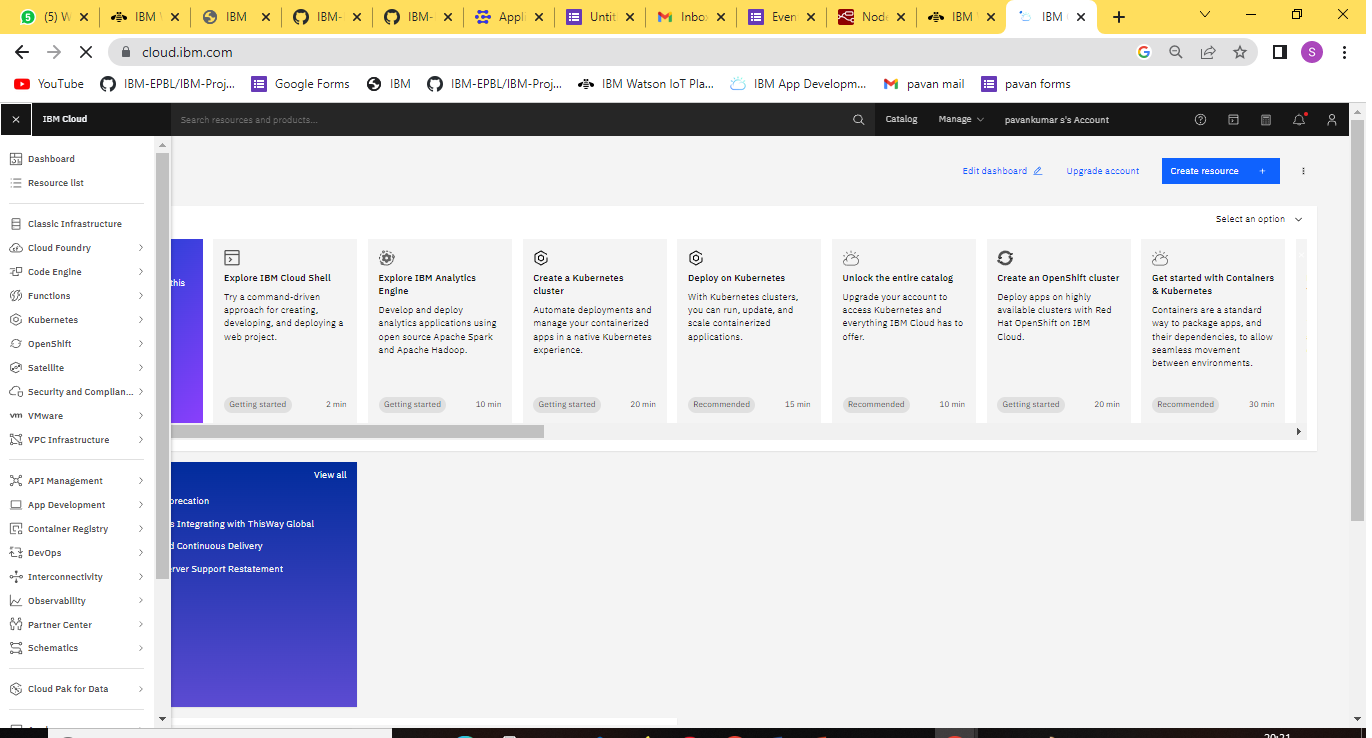 (5) W
IBM W
IBM
IBM-
IBM-
Appli
Untit
Inbo
Even
Node
IBM
IBM
cloud.ibm.com
S
YouTube
IBM-EPBL/IBM-Proj...
Google Forms
IBM
IBM-EPBL/IBM-Proj...
IBM Watson IoT Pla...
IBM App Developm...
pavan mail
pavan forms
IBM Cloud
Search resources and products...
Catalog
Manage
pavankumar s's Account
Dashboard
Resource list
Classic Infrastructure
Cloud Foundry
Code Engine
Functions
Kubernetes
OpenShift
Satellite
Security and Complian...
VMware
VPC Infrastructure
API Management
App Development
Container Registry
DevOps
Interconnectivity
Observability
Partner Center
Schematics
Cloud Pak for Data
Edit dashboard
Upgrade account
Create resource +
Select an option
this
Explore IBM Cloud Shell
Try a command-driven
approach for creating,
developing, and deploying a
web project.
Getting started
2 min
Explore IBM Analytics
Engine
Develop and deploy
analytics applications using
open source Apache Spark
and Apache Hadoop.
Getting started
10 min
Create a Kubernetes
cluster
Automate deployments and
manage your containerized
apps in a native Kubernetes
experience.
Getting started
20 min
Deploy on Kubernetes
With Kubernetes clusters,
you can run, update, and
scale containerized
applications.
Recommended
15 min
Unlock the entire catalog
Upgrade your account to
access Kubernetes and
everything IBM Cloud has to
offer.
Recommended
10 min
Create an OpenShift cluster
Deploy apps on highly
available clusters with Red
Hat OpenShift on IBM
Cloud.
Getting started
20 min
Get started with Containers
& Kubernetes
Containers are a standard
way to package apps, and
their dependencies, to allow
seamless movement
between environments.
Recommended
30 min
View all
precation
s Integrating with ThisWay Global
d Continuous Delivery
erver Support Restatement